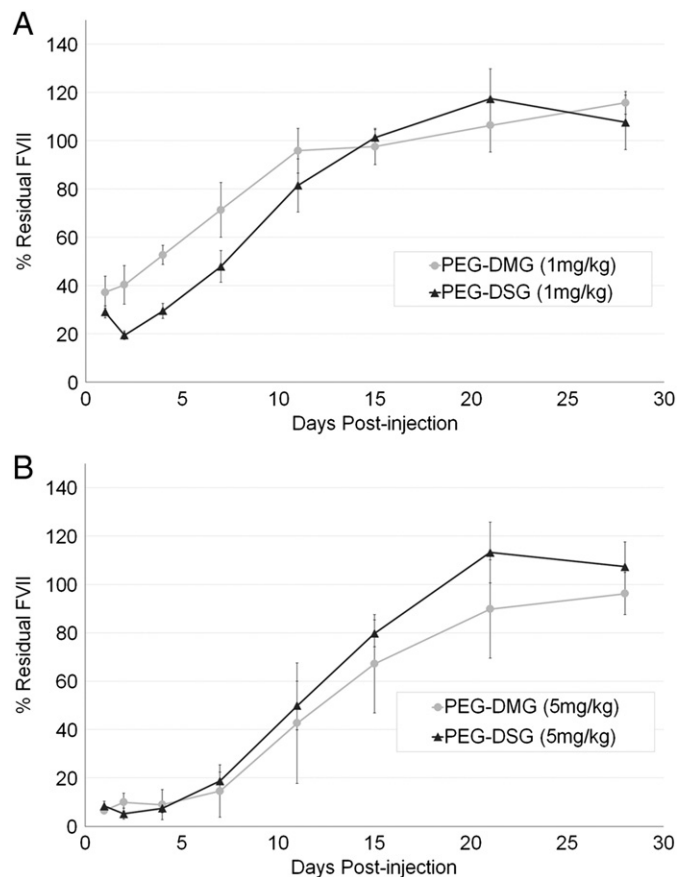 A
140
120
100
80
60
40
20
0
% Residual FVII
PEG-DMG (1mg/kg)
PEG-DSG (1mg/kg)
0 5 10 15 20 25 30
Days Post-injection
B
140
120
100
80
60
40
20
0
% Residual FVII
PEG-DMG (5mg/kg)
PEG-DSG (5mg/kg)
0 5 10 15 20 25 30
Days Post-injection